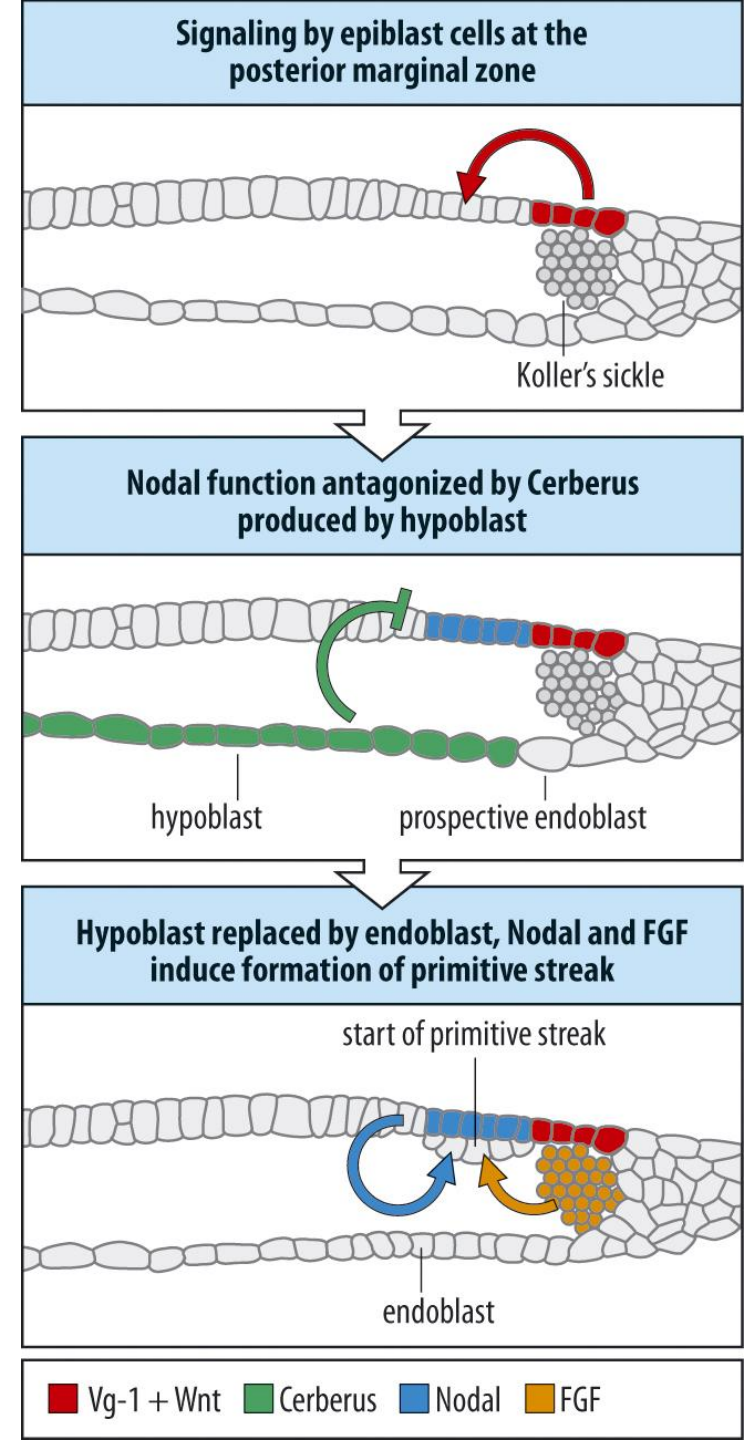 Signaling by epiblast cells at the
posterior marginal zone
Koller's sickle
Nodal function antagonized by Cerberus
produced by hypoblast
hypoblast
prospective endoblast
Hypoblast replaced by endoblast, Nodal and FGF
induce formation of primitive streak
start of primitive streak
endoblast
Vg-1 + Wnt
Cerberus
Nodal
FGF